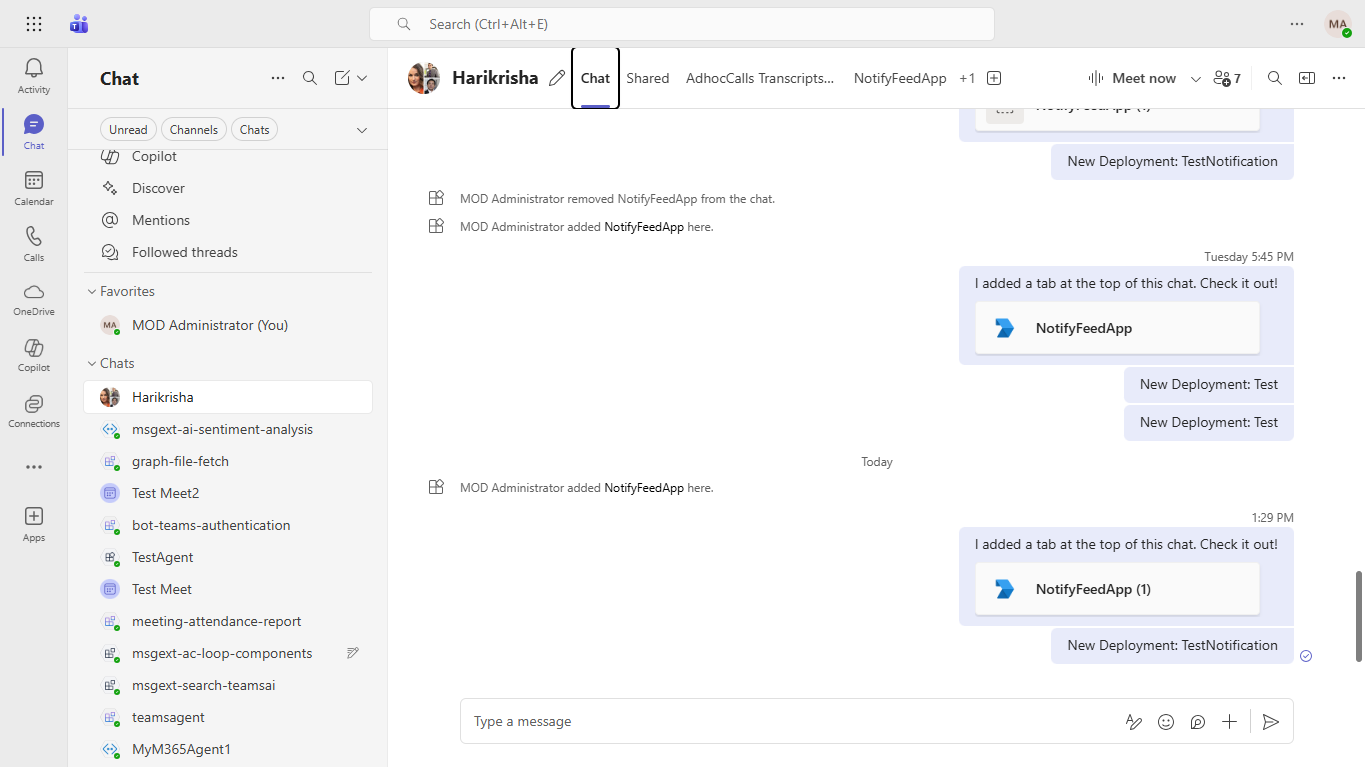 Search (Ctrl+Alt+E)
MA
Activity
Chat
Calendar
Calls
OneDrive
Copilot
Connections
Apps
Chat
Unread
Channels
Chats
Copilot
Discover
Mentions
Followed threads
Favorites
MA
MOD Administrator (You)
Chats
Harikrisha
msgext-ai-sentiment-analysis
graph-file-fetch
Test Meet2
bot-teams-authentication
TestAgent
Test Meet
meeting-attendance-report
msgext-ac-loop-components
msgext-search-teamsai
teamsagent
MyM365Agent1
Harikrisha
Chat
Shared
AdhocCalls Transcripts...
NotifyFeedApp
+1
Meet now
7
NotifyFeedApp (1)
New Deployment: TestNotification
MOD Administrator removed NotifyFeedApp from the chat.
MOD Administrator added NotifyFeedApp here.
Tuesday 5:45 PM
I added a tab at the top of this chat. Check it out!
NotifyFeedApp
New Deployment: Test
New Deployment: Test
Today
MOD Administrator added NotifyFeedApp here.
1:29 PM
I added a tab at the top of this chat. Check it out!
NotifyFeedApp (1)
New Deployment: TestNotification
Type a message